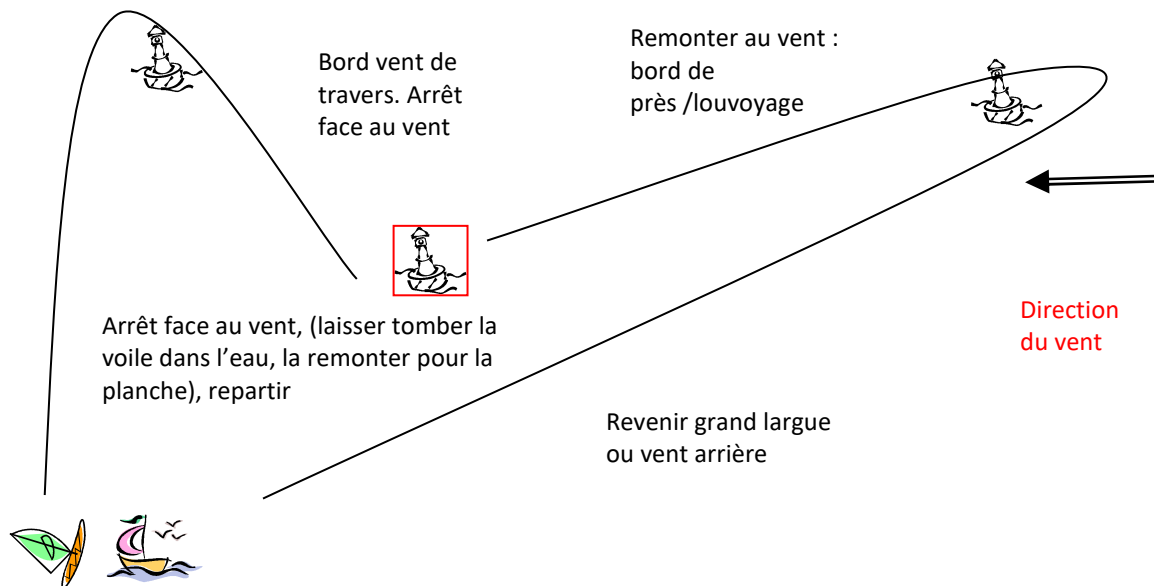 Bord vent de
travers. Arrêt
face au vent
Remonter au vent :
bord de
près /louvoyage
Arrêt face au vent, (laisser tomber la
voile dans l’eau, la remonter pour la
planche), repartir
Direction
du vent
Revenir grand largue
ou vent arrière